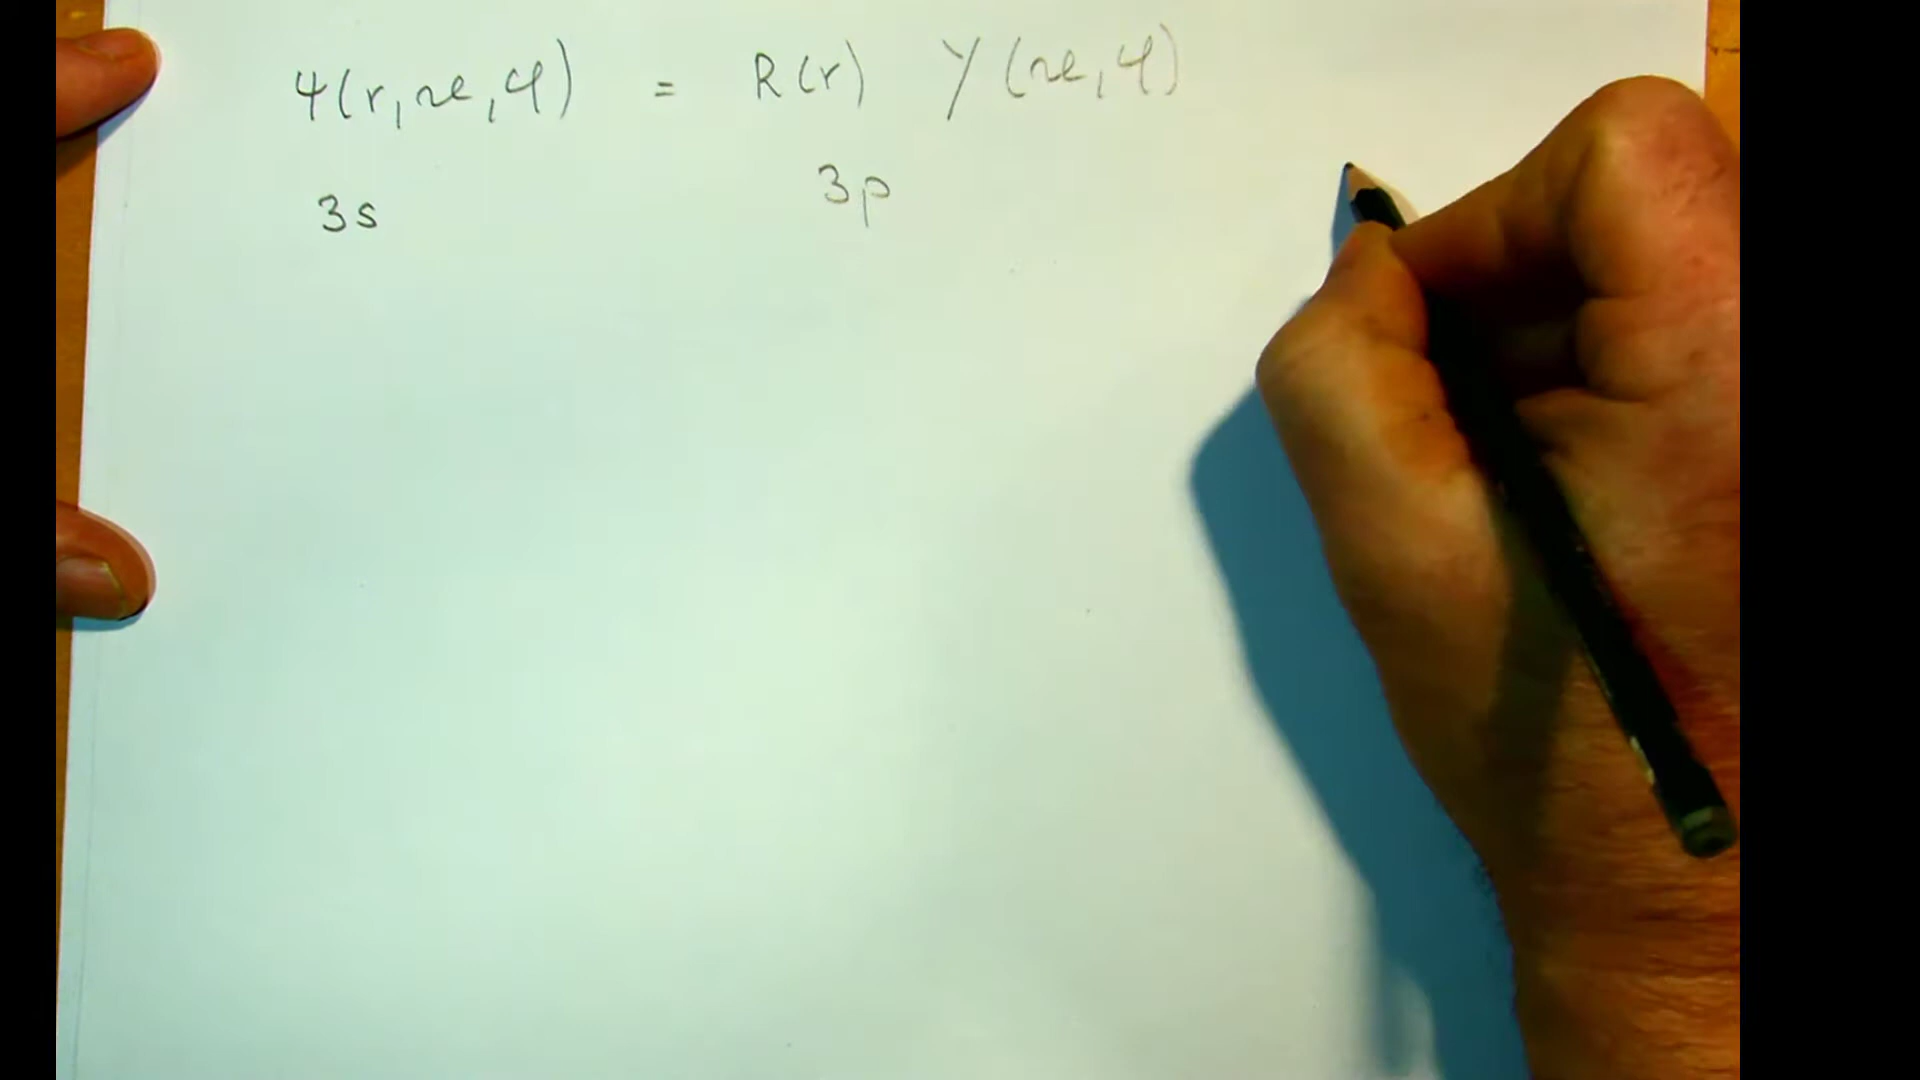 Ψ(r,ϑ,φ) = R(r) Y(ϑ,φ)
3s 3p